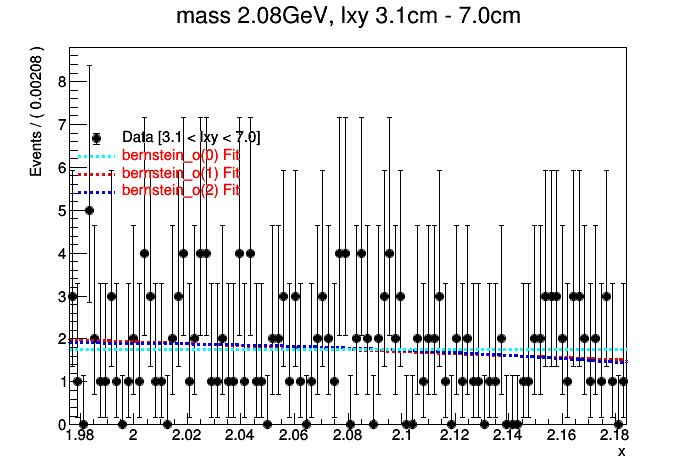 mass 2.08GeV, lxy 3.1cm - 7.0cm
Events / ( 0.00208 )
8
7
6
5
4
3
2
1
0
Data [3.1 < lxy < 7.0]
bernstein_o(0) Fit
bernstein_o(1) Fit
bernstein_o(2) Fit
1.98 2 2.02 2.04 2.06 2.08 2.1 2.12 2.14 2.16 2.18
x